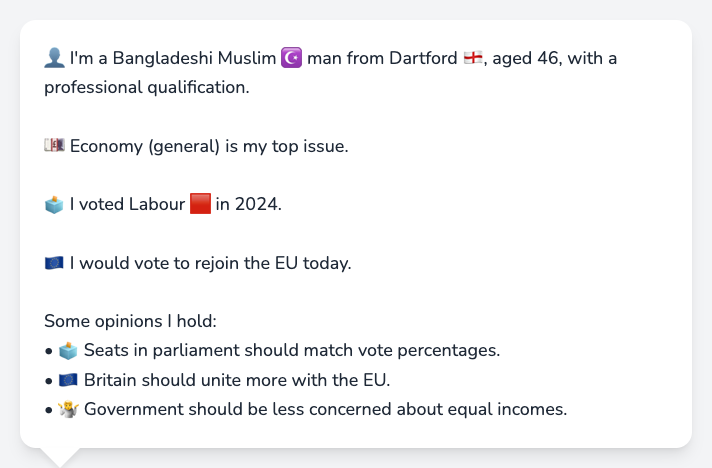 👤 I'm a Bangladeshi Muslim ☪️ man from Dartford 🏴󠁧󠁢󠁥󠁮󠁧󠁿, aged 46, with a
professional qualification.
💷 Economy (general) is my top issue.
🗳️ I voted Labour 🟥 in 2024.
🇪🇺 I would vote to rejoin the EU today.
Some opinions I hold:
• 🗳️ Seats in parliament should match vote percentages.
• 🇪🇺 Britain should unite more with the EU.
• 🤷 Government should be less concerned about equal incomes.